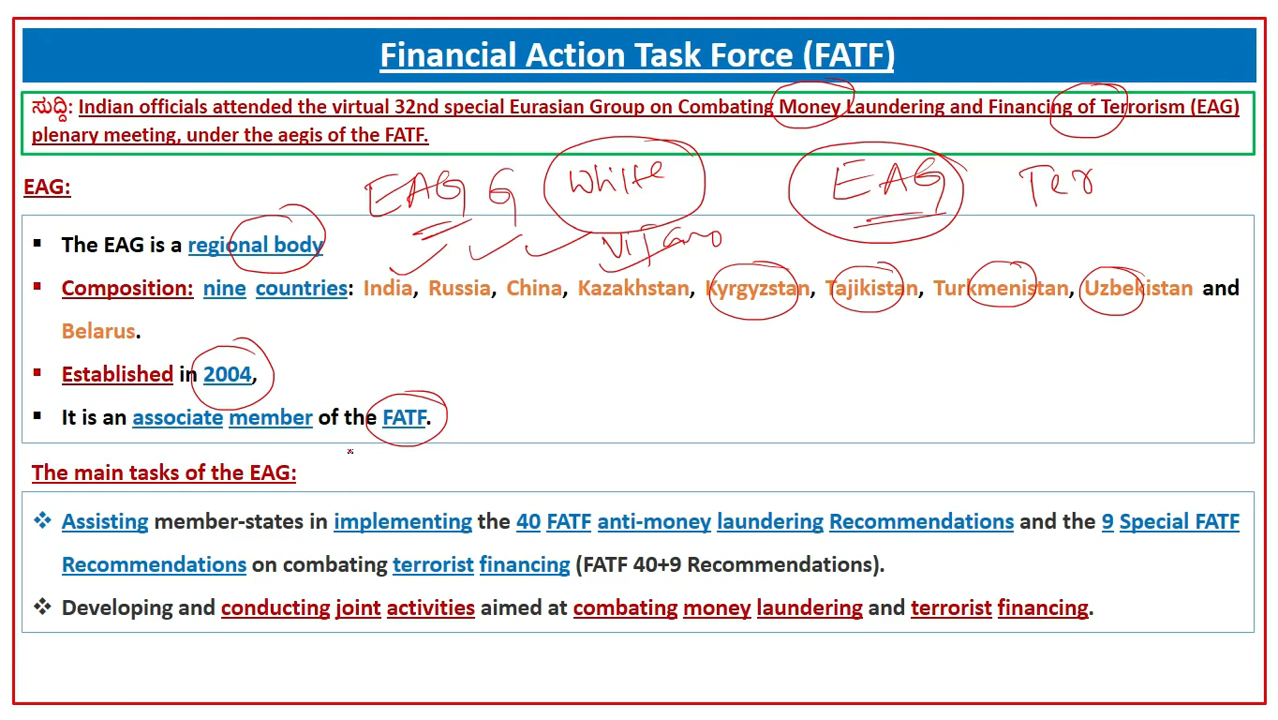 Financial Action Task Force (FATF)
ಸುದ್ದಿ: Indian officials attended the virtual 32nd special Eurasian Group on Combating Money Laundering and Financing of Terrorism (EAG)
plenary meeting, under the aegis of the FATF.
EAG G White EAG Ter
EAG:
▪ The EAG is a regional body
▪ Composition: nine countries: India, Russia, China, Kazakhstan, Kyrgyzstan, Tajikistan, Turkmenistan, Uzbekistan and
Belarus.
▪ Established in 2004,
▪ It is an associate member of the FATF.
The main tasks of the EAG:
❖ Assisting member-states in implementing the 40 FATF anti-money laundering Recommendations and the 9 Special FATF
Recommendations on combating terrorist financing (FATF 40+9 Recommendations).
❖ Developing and conducting joint activities aimed at combating money laundering and terrorist financing.